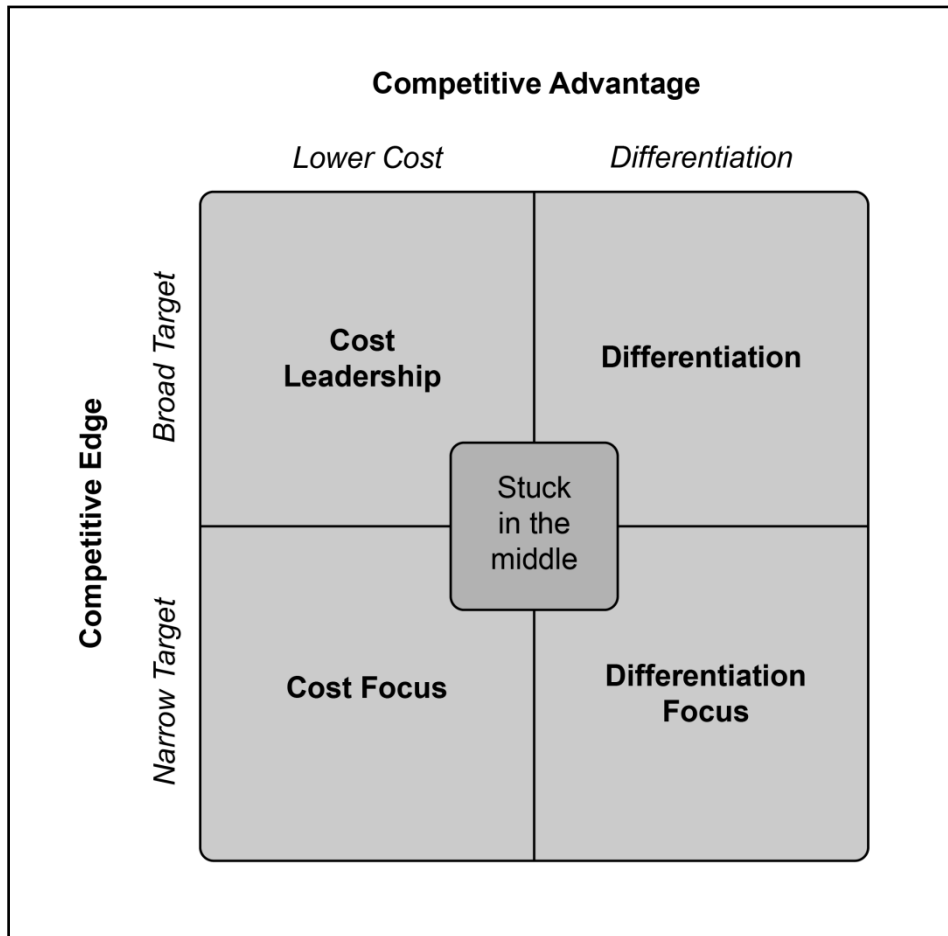 Competitive Advantage
Lower Cost
Differentiation
Competitive Edge
Broad Target
Cost
Leadership
Differentiation
Stuck
in the
middle
Narrow Target
Cost Focus
Differentiation
Focus